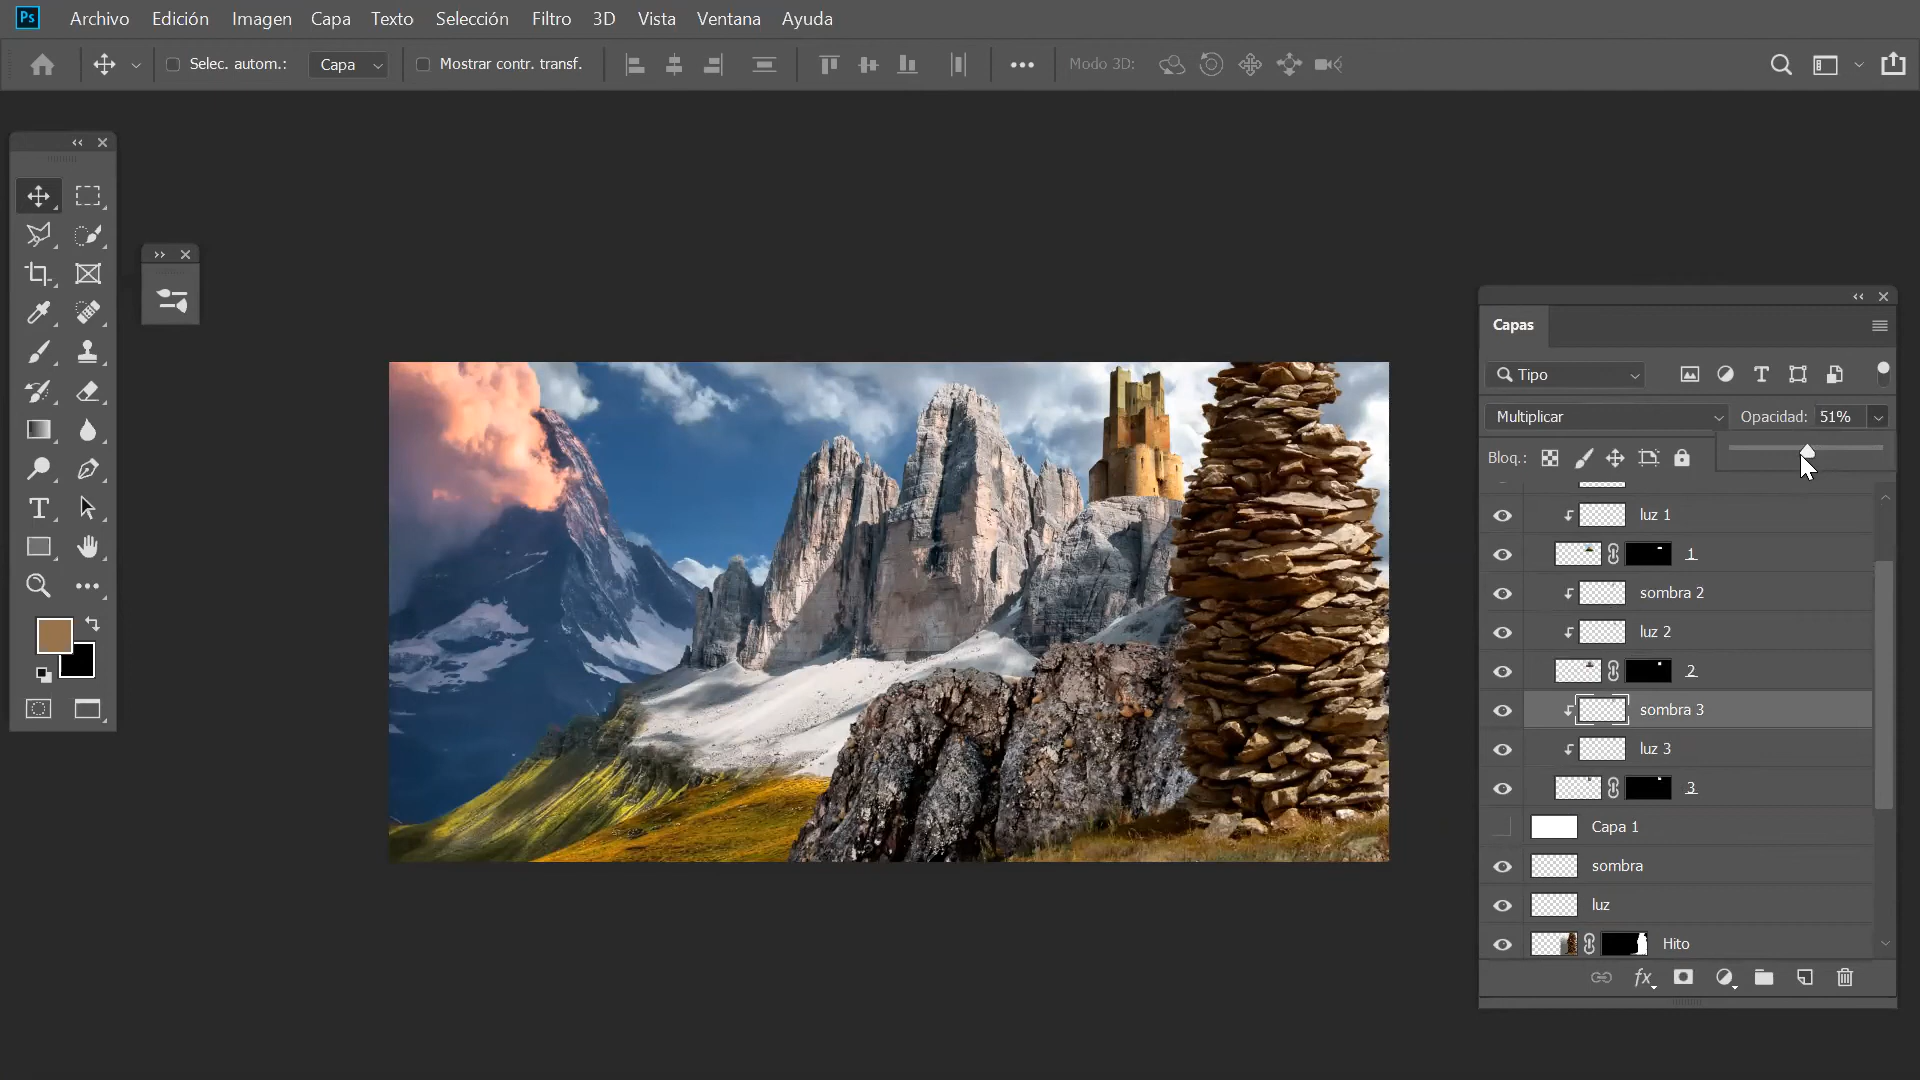 Ps Archivo Edición Imagen Capa Texto Selección Filtro 3D Vista Ventana Ayuda
Selec. autom.: Capa Mostrar contr. transf. Modo 3D:
Capas
Tipo
Multiplicar Opacidad: 51%
Bloq.:
luz 1
1
sombra 2
luz 2
2
sombra 3
luz 3
3
Capa 1
sombra
luz
Hito
fx